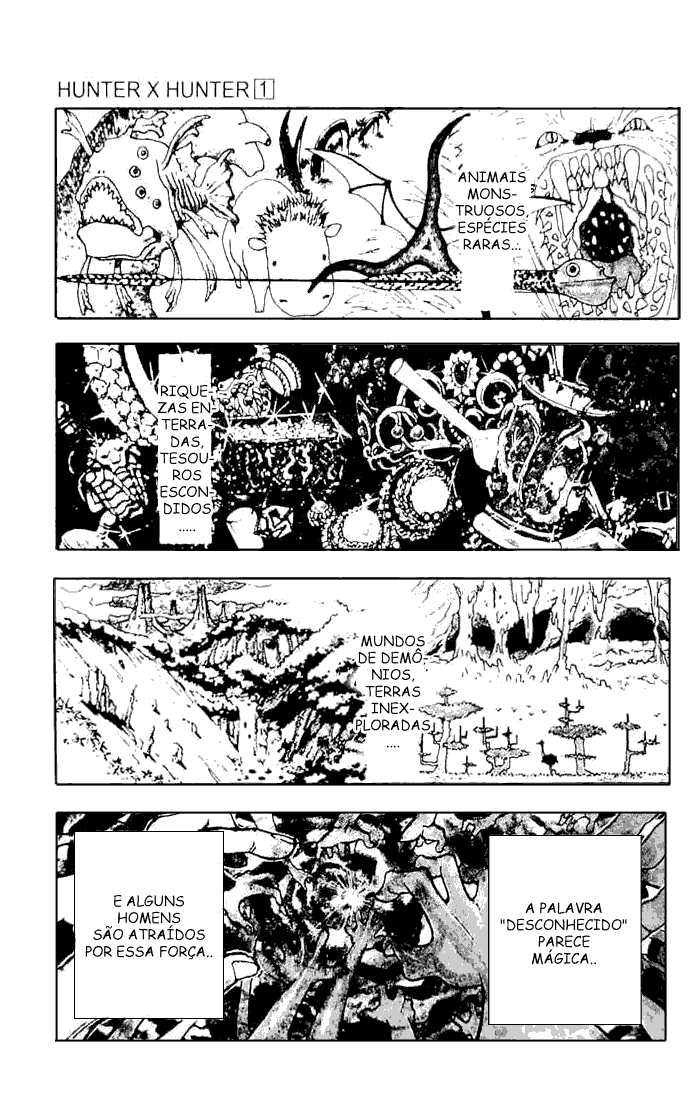 HUNTER X HUNTER 1
ANIMAIS
MONS-
TRUOSOS,
ESPÉCIES
RARAS...
RIQUE
ZAS EN
TERRA-
DAS,
TESOU-
ROS
ESCON-
DIDOS
.....
MUNDOS
DE DEMÔ-
NIOS,
TERRAS
INEX-
PLORADAS
....
A PALAVRA
"DESCONHECIDO"
PARECE
MÁGICA..
E ALGUNS
HOMENS
SÃO ATRAÍDOS
POR ESSA FORÇA..